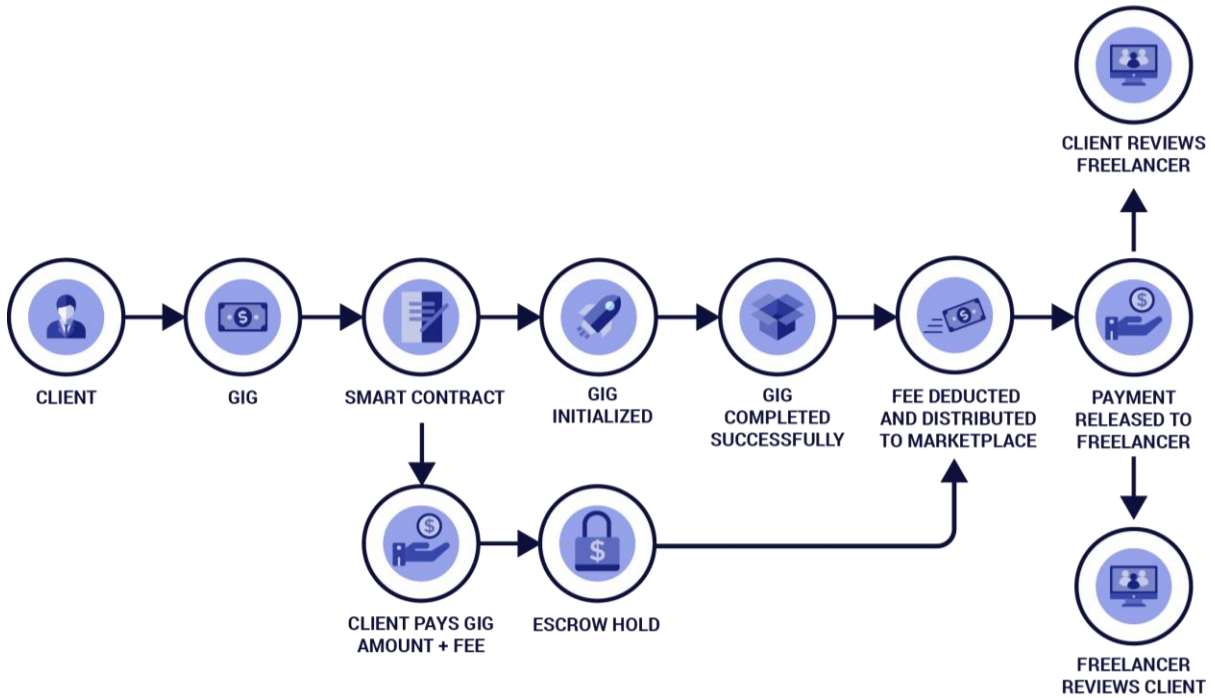 CLIENT REVIEWS
FREELANCER
CLIENT
GIG
SMART CONTRACT
GIG
INITIALIZED
GIG
COMPLETED
SUCCESSFULLY
FEE DEDUCTED
AND DISTRIBUTED
TO MARKETPLACE
PAYMENT
RELEASED TO
FREELANCER
CLIENT PAYS GIG
AMOUNT + FEE
ESCROW HOLD
FREELANCER
REVIEWS CLIENT